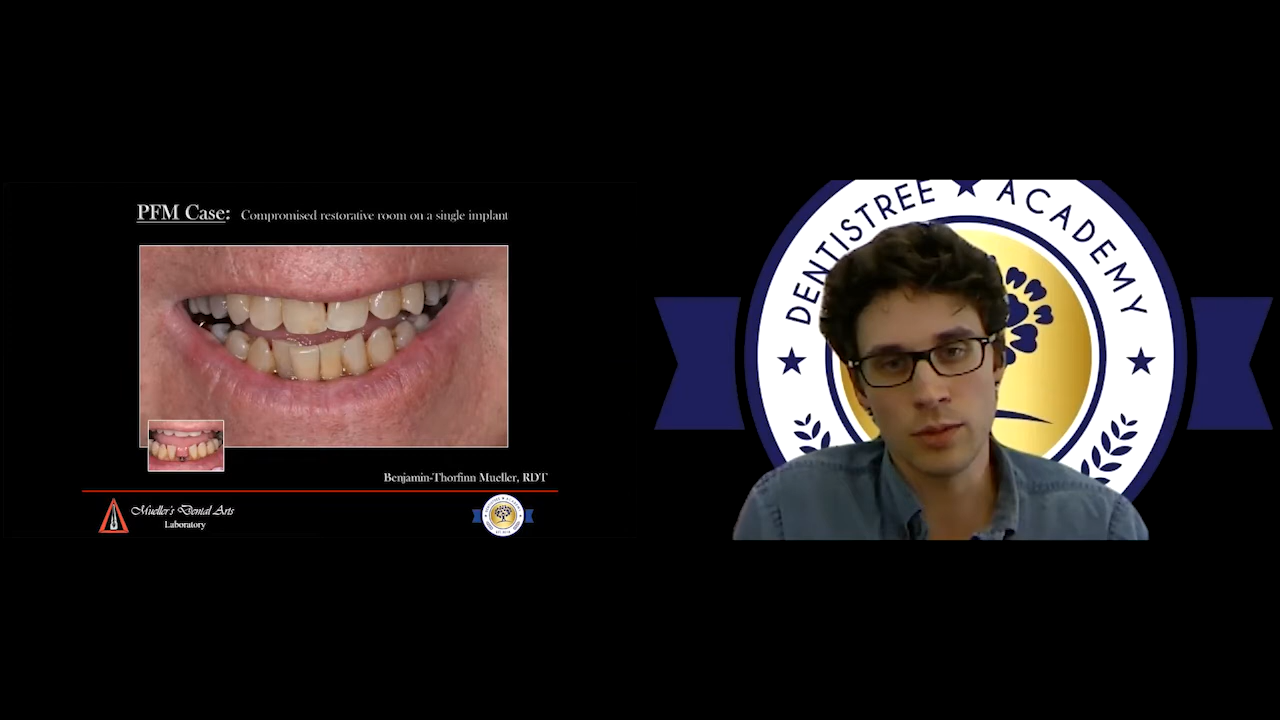 PFM Case: Compromised restorative room on a single implant
Benjamin-Thorfinn Mueller, RDT
Mueller's Dental Arts
Laboratory
DENTISTREE ACADEMY